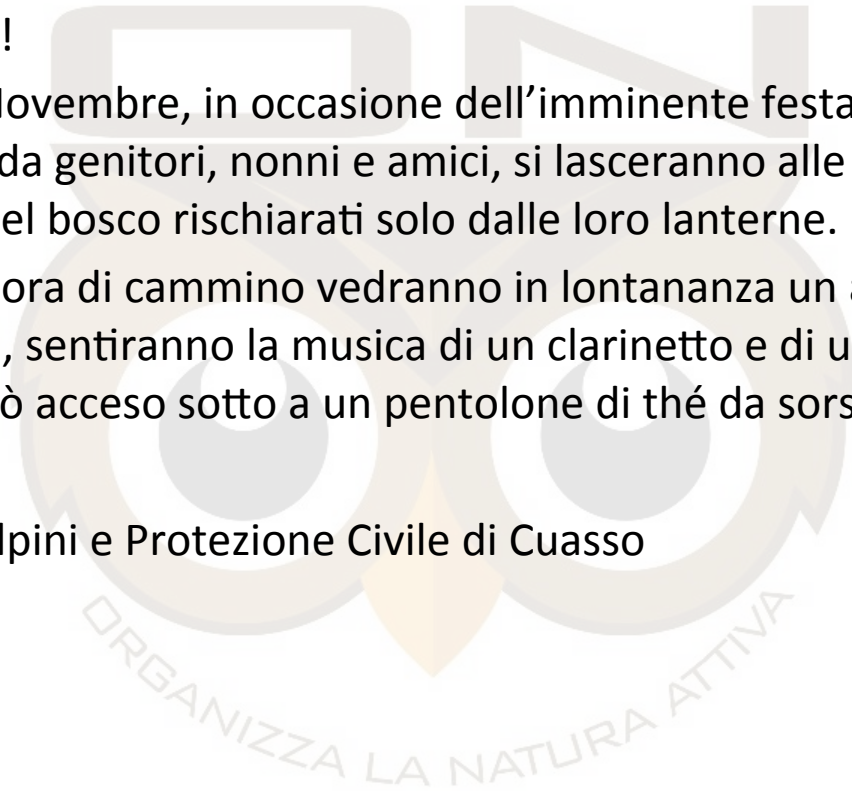 !
ovembre, in occasione dell’imminente festa
da genitori, nonni e amici, si lasceranno alle
el bosco rischiarati solo dalle loro lanterne.
ora di cammino vedranno in lontananza un a
, sentiranno la musica di un clarinetto e di u
ò acceso sotto a un pentolone di thé da sors
lpini e Protezione Civile di Cuasso
ORGANIZZA LA NATURA ATTIVA